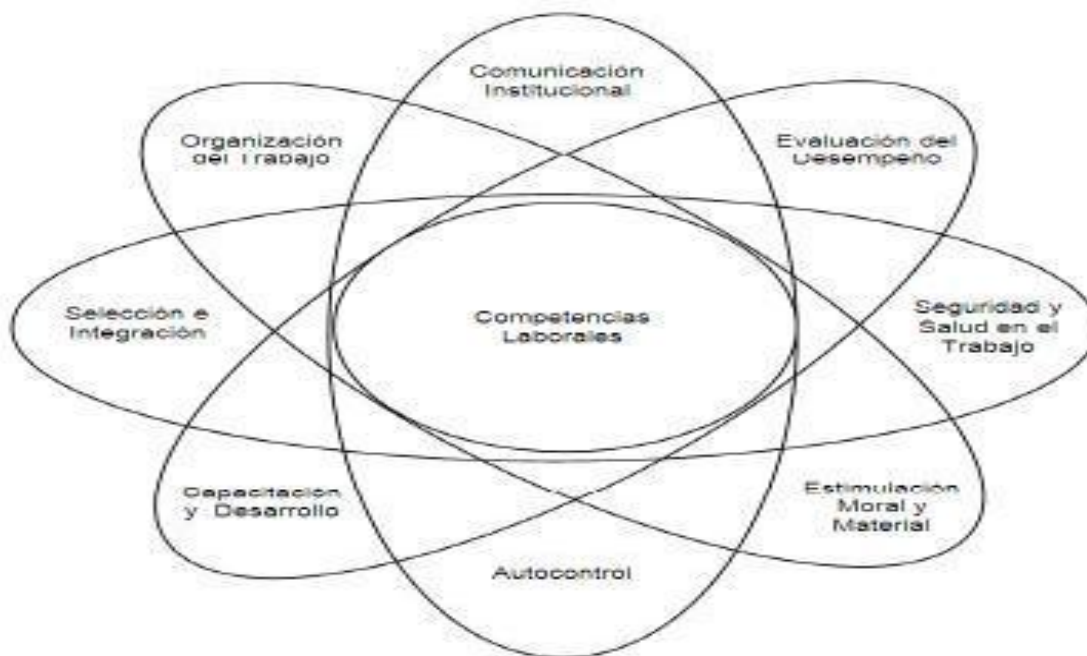 Comunicación
Institucional
Organización
del Trabajo
Evaluación del
Desempeño
Selección e
Integración
Competencias
Laborales
Seguridad y
Salud en el
Trabajo
Capacitación
y Desarrollo
Estimulación
Moral y
Material
Autocontrol